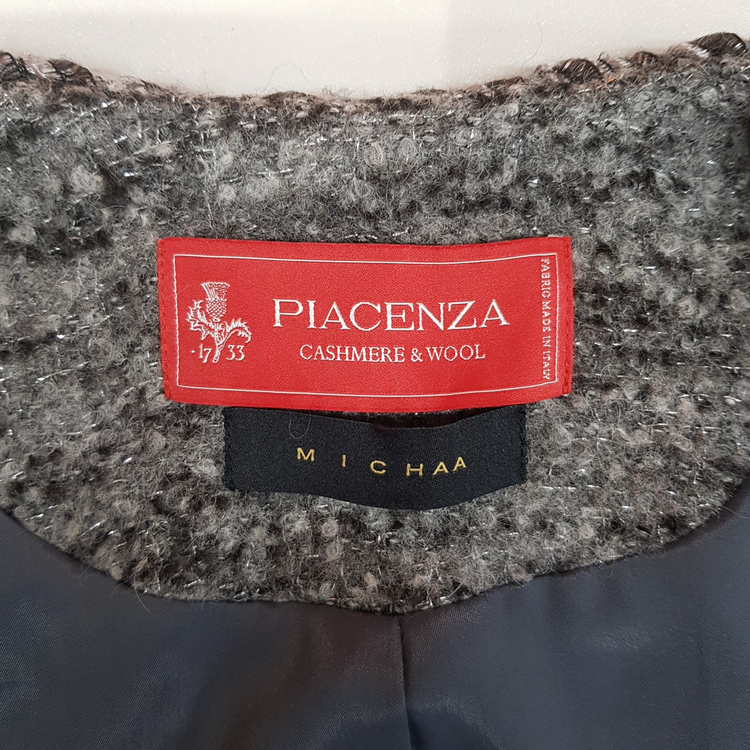 PIACENZA
CASHMERE & WOOL
·1733
FABRIC MADE IN ITALY
MICHAA